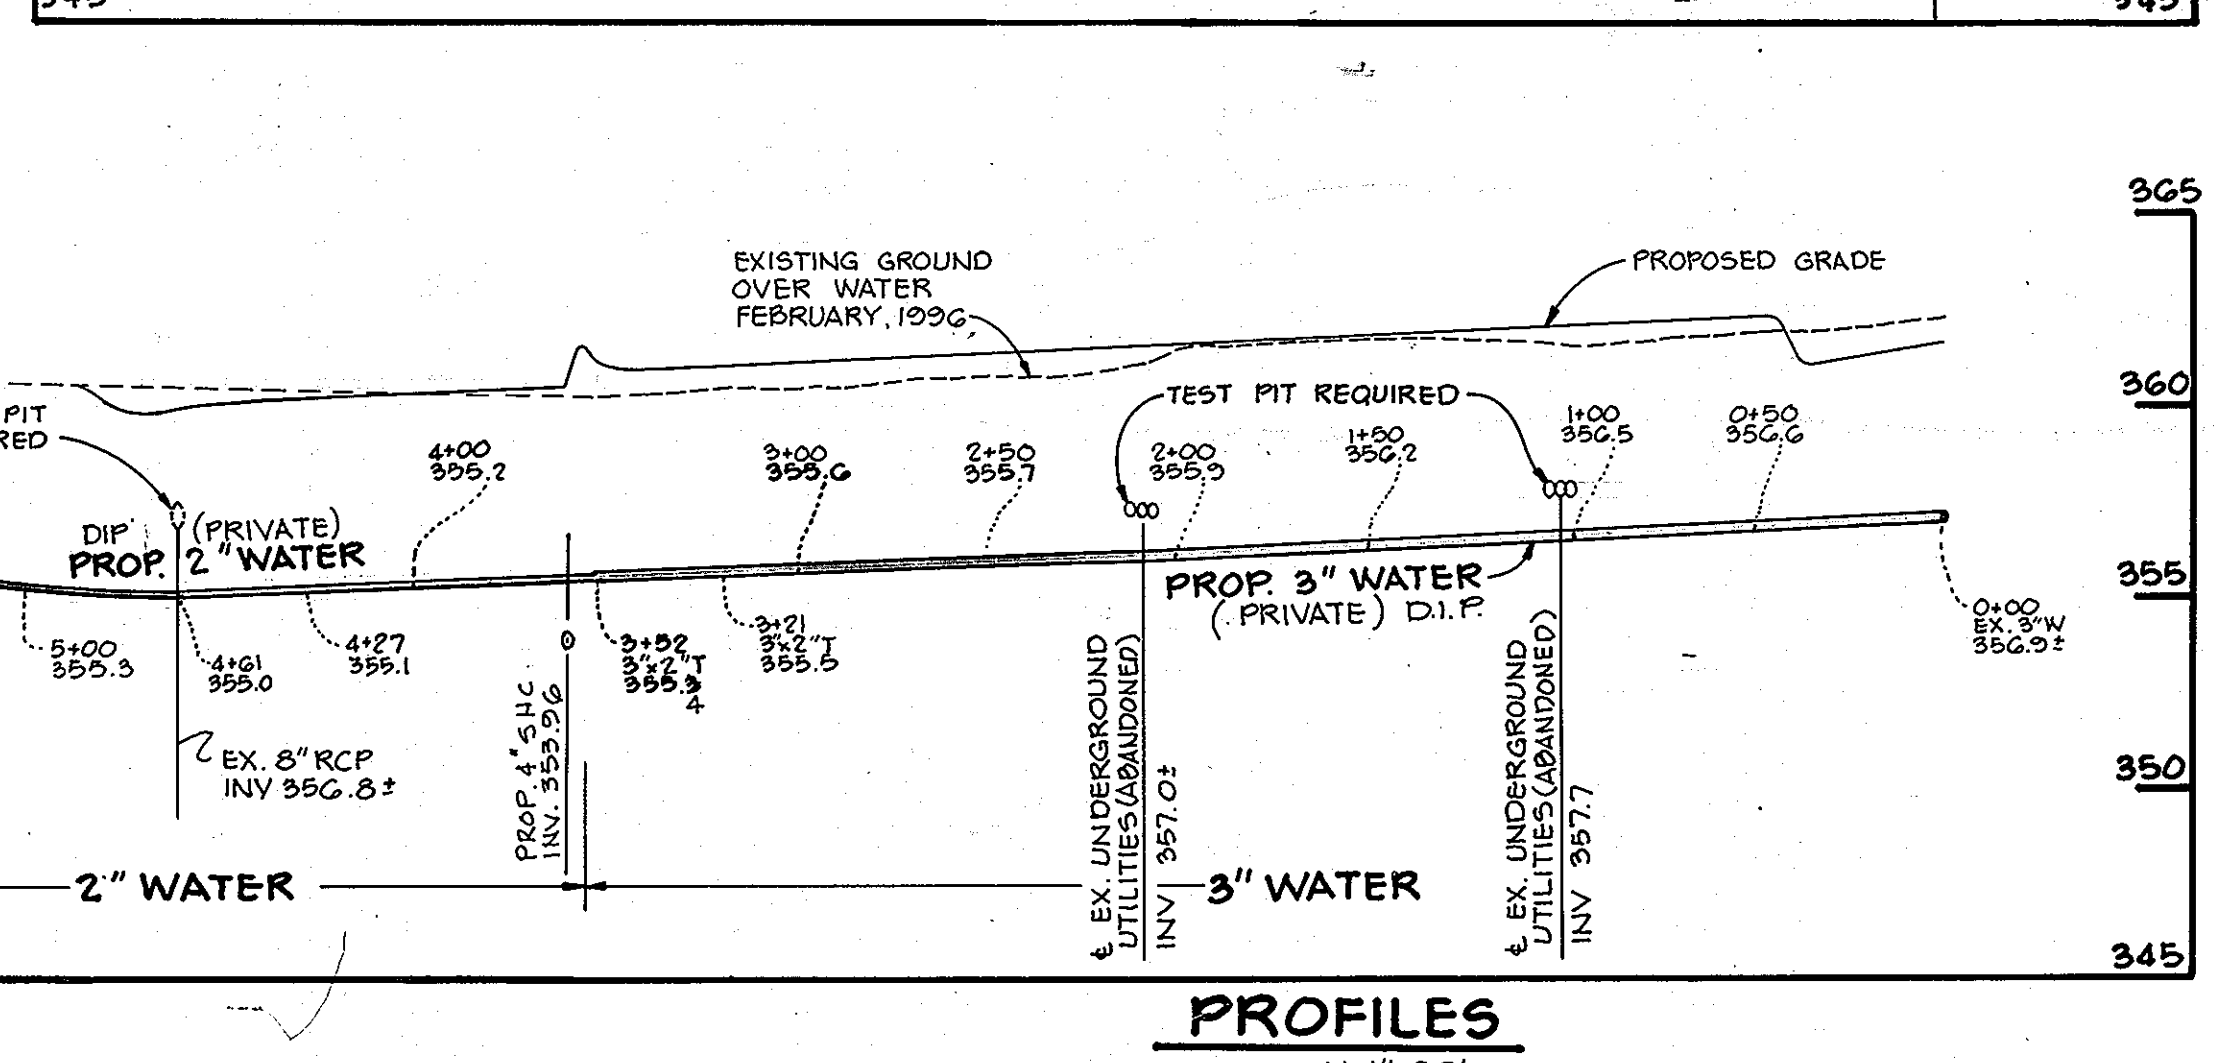 345
345
365
EXISTING GROUND
OVER WATER
FEBRUARY, 1996
PROPOSED GRADE
360
PIT
TEST PIT REQUIRED
4+00
355.2
3+00
355.6
2+50
355.7
2+00
355.9
1+50
356.2
1+00
356.5
0+50
356.6
DIP (PRIVATE)
PROP. 2" WATER
355
PROP. 3" WATER
(PRIVATE) D.I.P.
0+00
EX. 3"W
356.9±
5+00
355.3
4+61
355.0
4+27
355.1
3+52
3"x2"T
355.3
4
3+21
3"x2"T
355.5
EX. 8" RCP
INV 356.8±
PROP. 4" SHC
INV. 353.96
℄ EX. UNDERGROUND
UTILITIES (ABANDONED)
INV 357.0±
℄ EX. UNDERGROUND
UTILITIES (ABANDONED)
INV 357.7
350
2" WATER
3" WATER
345
PROFILES